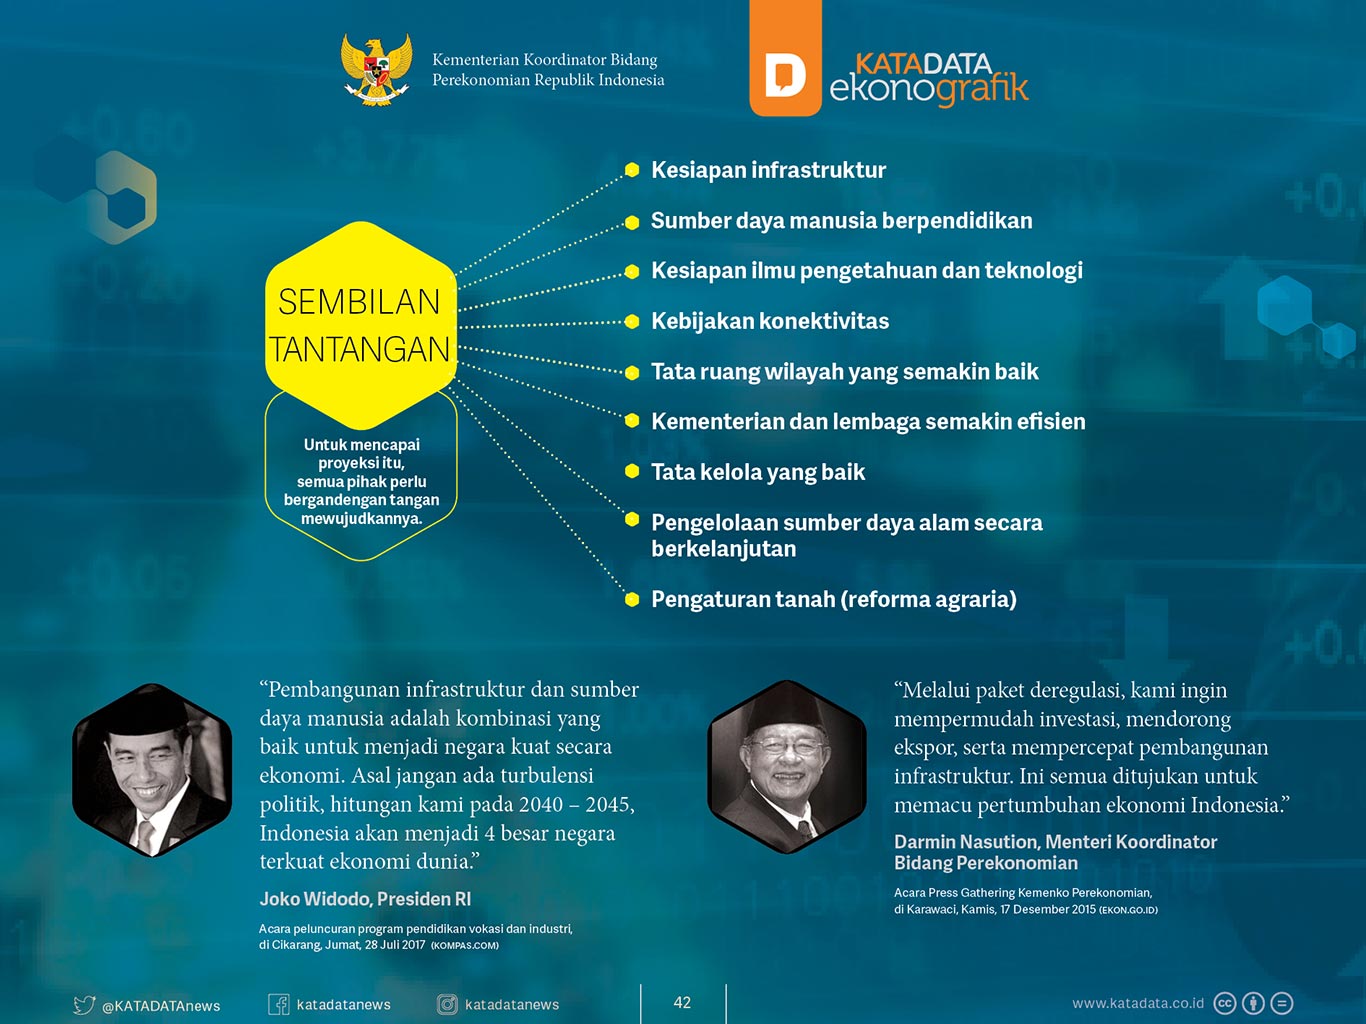 Kementerian Koordinator Bidang
Perekonomian Republik Indonesia
D
KATADATA
ekonografik
SEMBILAN
TANTANGAN
Untuk mencapai
proyeksi itu,
semua pihak perlu
bergandengan tangan
mewujudkannya.
Kesiapan infrastruktur
Sumber daya manusia berpendidikan
Kesiapan ilmu pengetahuan dan teknologi
Kebijakan konektivitas
Tata ruang wilayah yang semakin baik
Kementerian dan lembaga semakin efisien
Tata kelola yang baik
Pengelolaan sumber daya alam secara
berkelanjutan
Pengaturan tanah (reforma agraria)
“Pembangunan infrastruktur dan sumber
daya manusia adalah kombinasi yang
baik untuk menjadi negara kuat secara
ekonomi. Asal jangan ada turbulensi
politik, hitungan kami pada 2040 – 2045,
Indonesia akan menjadi 4 besar negara
terkuat ekonomi dunia.”
Joko Widodo, Presiden RI
Acara peluncuran program pendidikan vokasi dan industri,
di Cikarang, Jumat, 28 Juli 2017 (KOMPAS.COM)
“Melalui paket deregulasi, kami ingin
mempermudah investasi, mendorong
ekspor, serta mempercepat pembangunan
infrastruktur. Ini semua ditujukan untuk
memacu pertumbuhan ekonomi Indonesia.”
Darmin Nasution, Menteri Koordinator
Bidang Perekonomian
Acara Press Gathering Kemenko Perekonomian,
di Karawaci, Kamis, 17 Desember 2015 (EKON.GO.ID)
@KATADATAnews
katadatanews
katadatanews
42
www.katadata.co.id